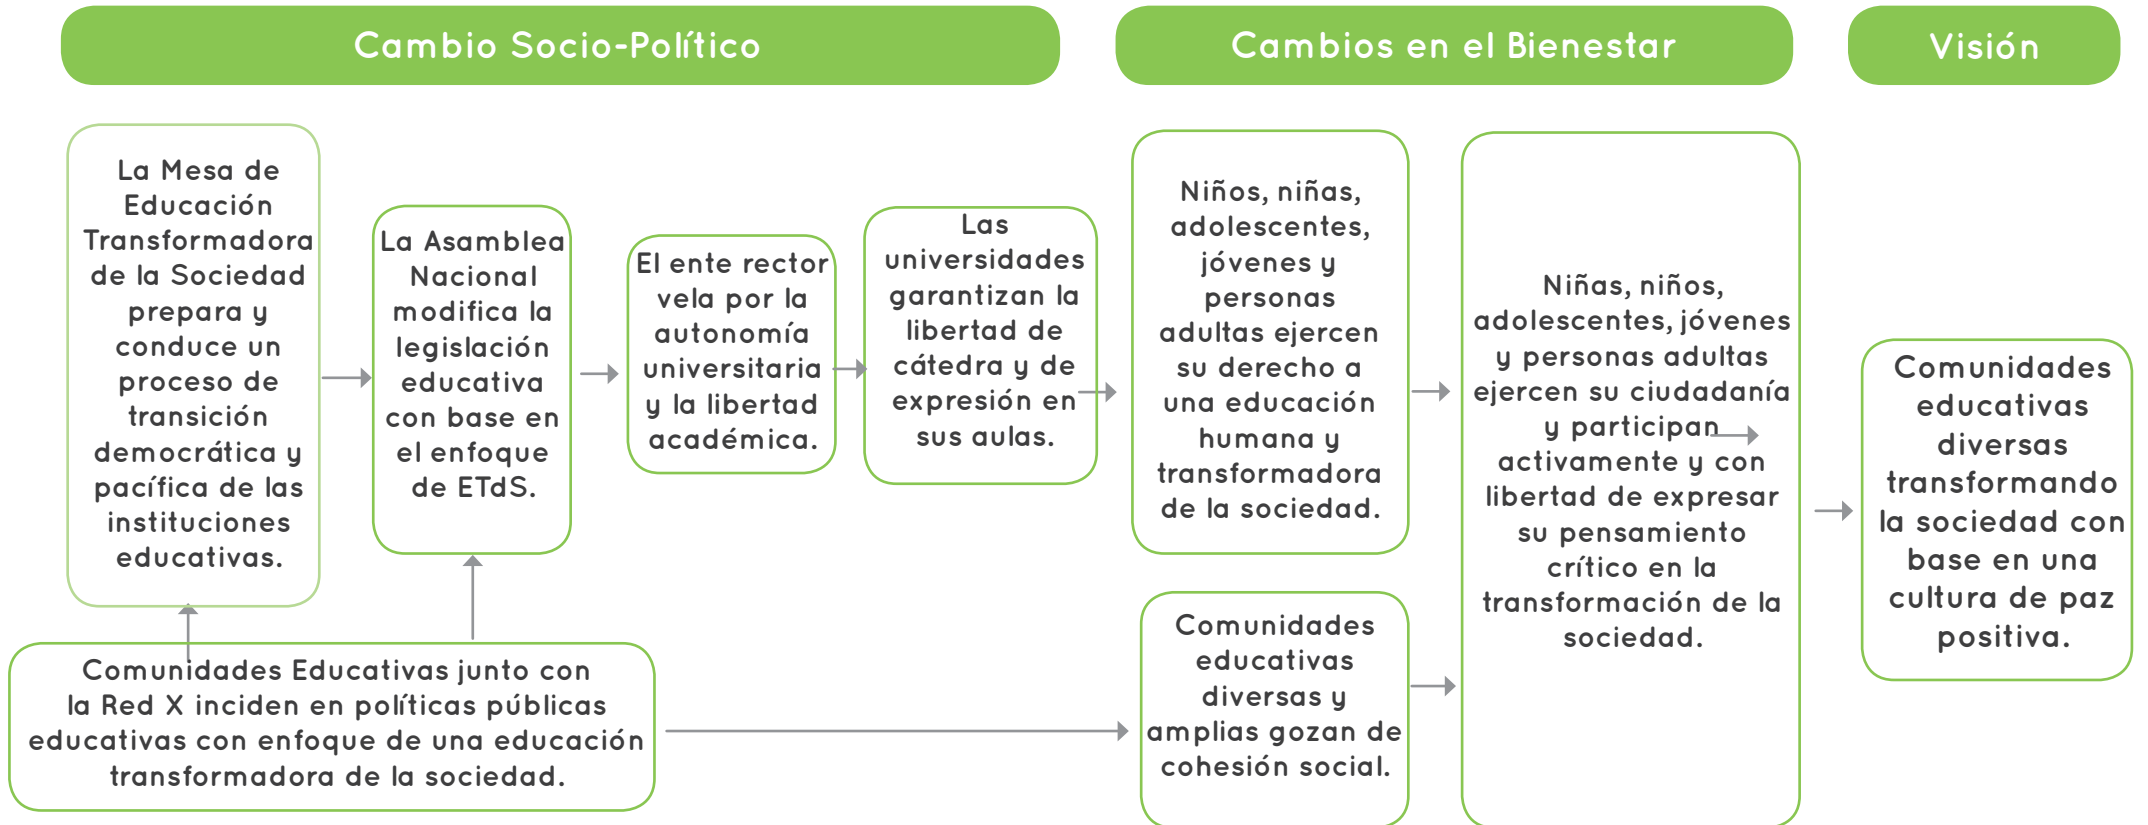 Cambio Socio-Político
Cambios en el Bienestar
Visión
La Mesa de
Educación
Transformadora
de la Sociedad
prepara y
conduce un
proceso de
transición
democrática y
pacífica de las
instituciones
educativas.
La Asamblea
Nacional
modifica la
legislación
educativa
con base en
el enfoque
de ETdS.
El ente rector
vela por la
autonomía
universitaria
y la libertad
académica.
Las
universidades
garantizan la
libertad de
cátedra y de
expresión en
sus aulas.
Niños, niñas,
adolescentes,
jóvenes y
personas
adultas ejercen
su derecho a
una educación
humana y
transformadora
de la sociedad.
Niñas, niños,
adolescentes, jóvenes
y personas adultas
ejercen su ciudadanía
y participan
activamente y con
libertad de expresar
su pensamiento
crítico en la
transformación de la
sociedad.
Comunidades
educativas
diversas
transformando
la sociedad con
base en una
cultura de paz
positiva.
Comunidades Educativas junto con
la Red X inciden en políticas públicas
educativas con enfoque de una educación
transformadora de la sociedad.
Comunidades
educativas
diversas y
amplias gozan de
cohesión social.